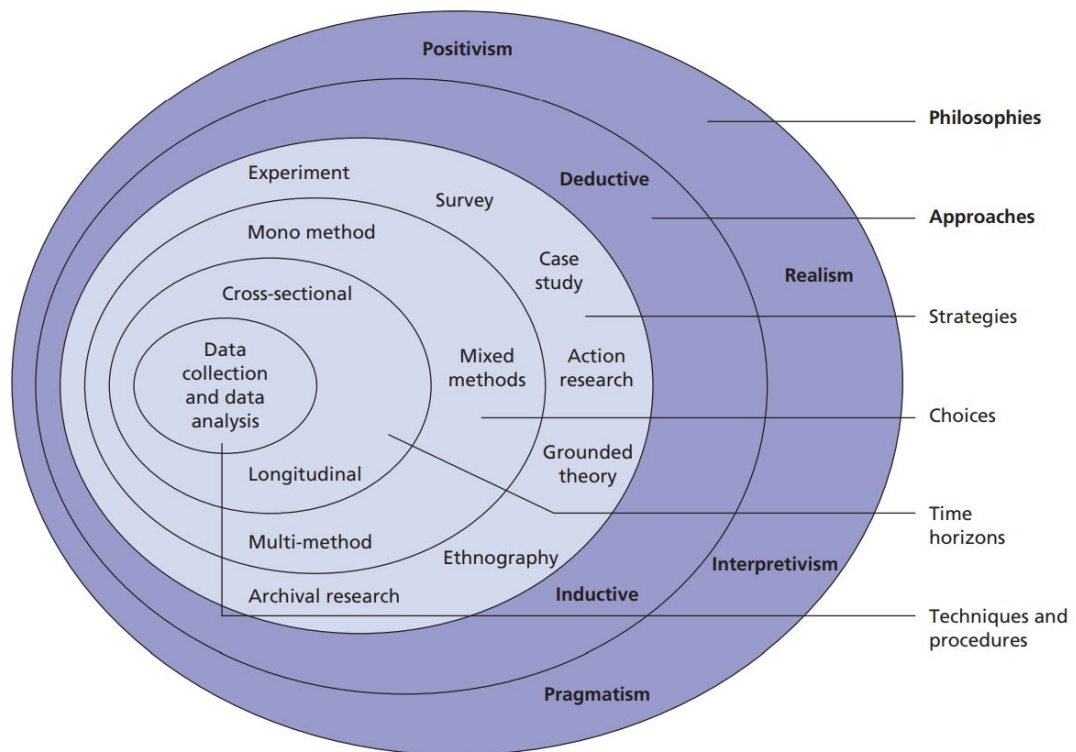 Positivism
Philosophies
Experiment
Deductive
Survey
Approaches
Mono method
Case
study
Realism
Cross-sectional
Strategies
Data
collection
and data
analysis
Mixed
methods
Action
research
Choices
Longitudinal
Grounded
theory
Time
horizons
Multi-method
Ethnography
Interpretivism
Archival research
Inductive
Techniques and
procedures
Pragmatism